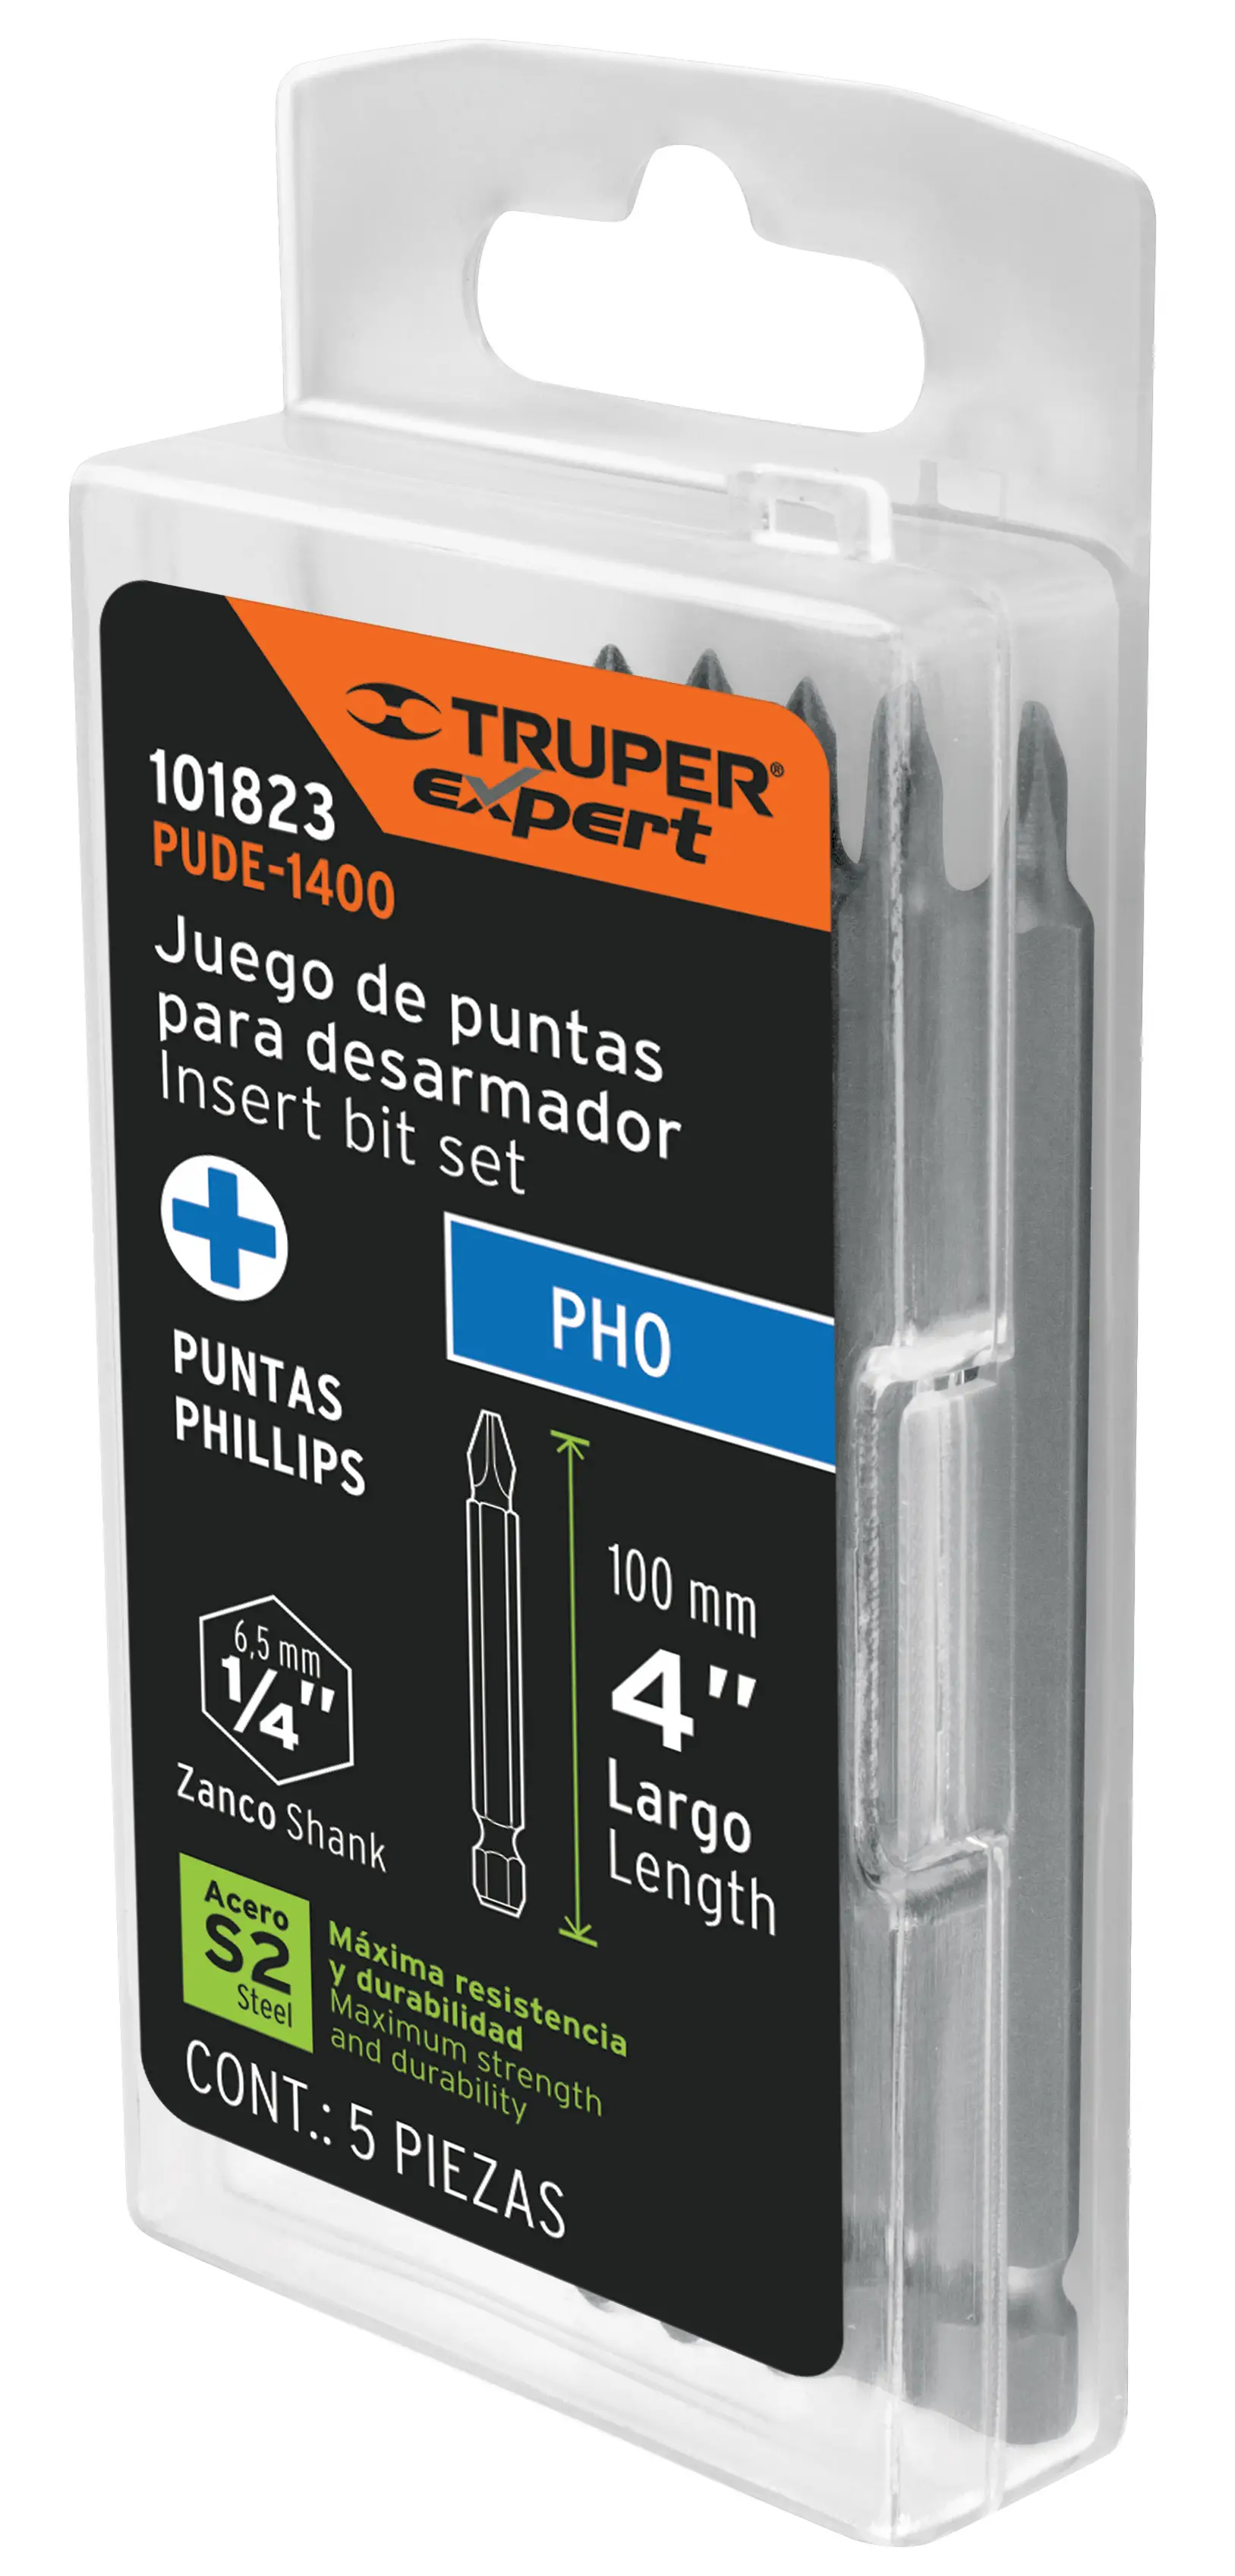 TRUPER®
expert
101823
PUDE-1400
Juego de puntas
para desarmador
Insert bit set
PH0
PUNTAS
PHILLIPS
100 mm
4"
Largo
Length
6,5 mm
1/4"
Zanco Shank
Acero
S2
Steel
Máxima resistencia
y durabilidad
Maximum strength
and durability
CONT.: 5 PIEZAS